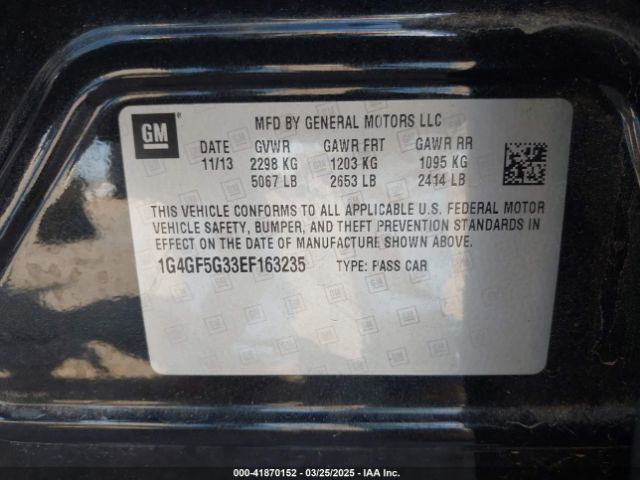 GM ®
MFD BY GENERAL MOTORS LLC
DATE GVWR GAWR FRT GAWR RR
11/13 2298 KG 1203 KG 1095 KG
5067 LB 2653 LB 2414 LB
THIS VEHICLE CONFORMS TO ALL APPLICABLE U.S. FEDERAL MOTOR
VEHICLE SAFETY, BUMPER, AND THEFT PREVENTION STANDARDS IN
EFFECT ON THE DATE OF MANUFACTURE SHOWN ABOVE.
1G4GF5G33EF163235 TYPE: PASS CAR
000-41870152 - 03/25/2025 - IAA Inc.